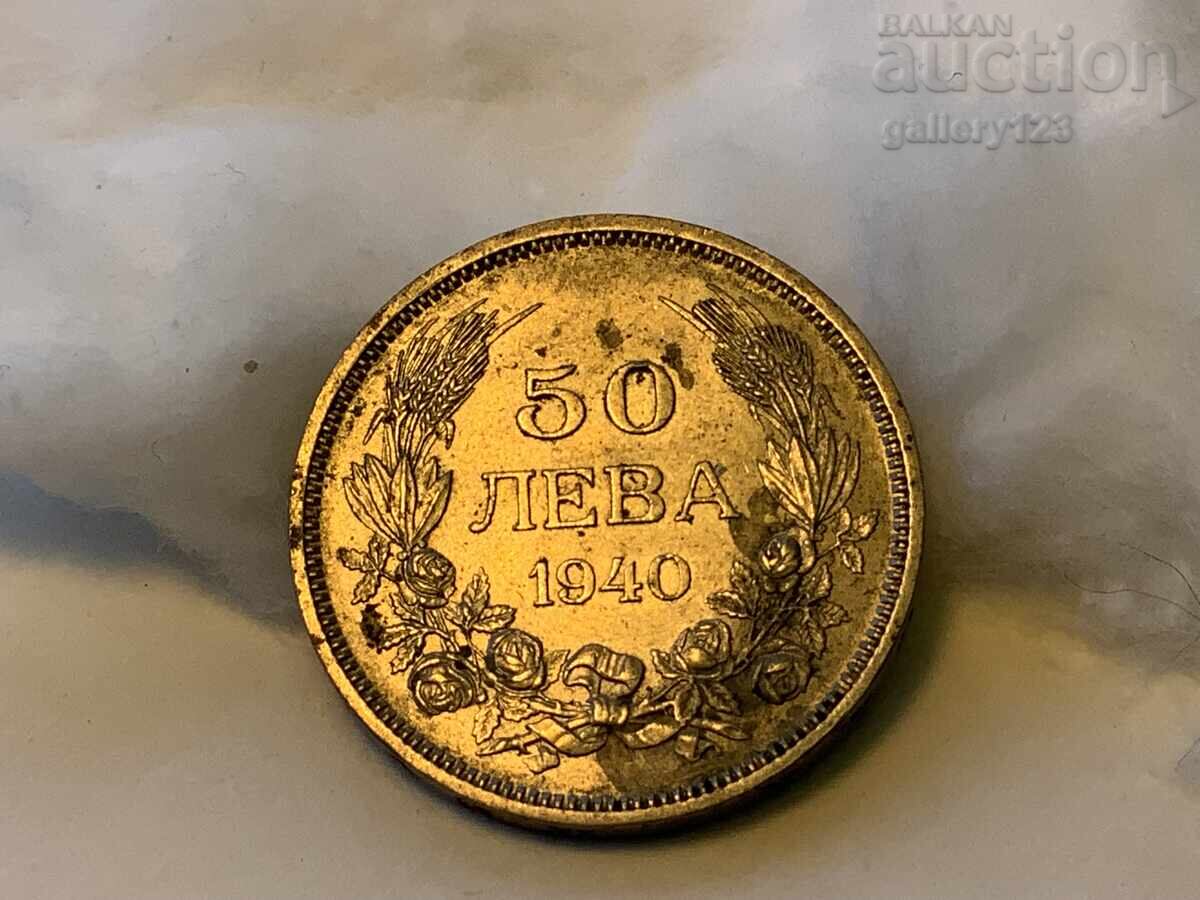 BALKAN
auction
gallery123
50
ЛЕВА
1940